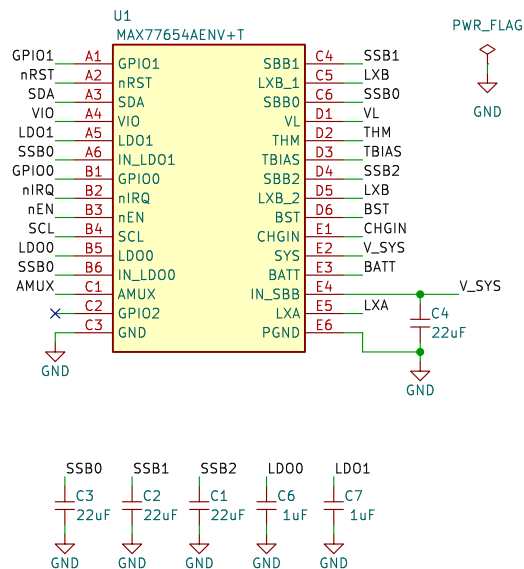 U1
MAX77654AENV+T
PWR_FLAG
GND
GPIO1 A1 GPIO1 SBB1 C4 SSB1
nRST A2 nRST LXB_1 C5 LXB
SDA A3 SDA SBB0 C6 SSB0
VIO A4 VIO VL D1 VL
LDO1 A5 LDO1 THM D2 THM
SSB0 A6 IN_LDO1 TBIAS D3 TBIAS
GPIO0 B1 GPIO0 SBB2 D4 SSB2
nIRQ B2 nIRQ LXB_2 D5 LXB
nEN B3 nEN BST D6 BST
SCL B4 SCL CHGIN E1 CHGIN
LDO0 B5 LDO0 SYS E2 V_SYS
SSB0 B6 IN_LDO0 BATT E3 BATT
AMUX C1 AMUX IN_SBB E4 V_SYS
C2 GPIO2 LXA E5 LXA
C3 GND PGND E6
C4
22uF
GND
GND
SSB0 SSB1 SSB2 LDO0 LDO1
C3 C2 C1 C6 C7
22uF 22uF 22uF 1uF 1uF
GND GND GND GND GND